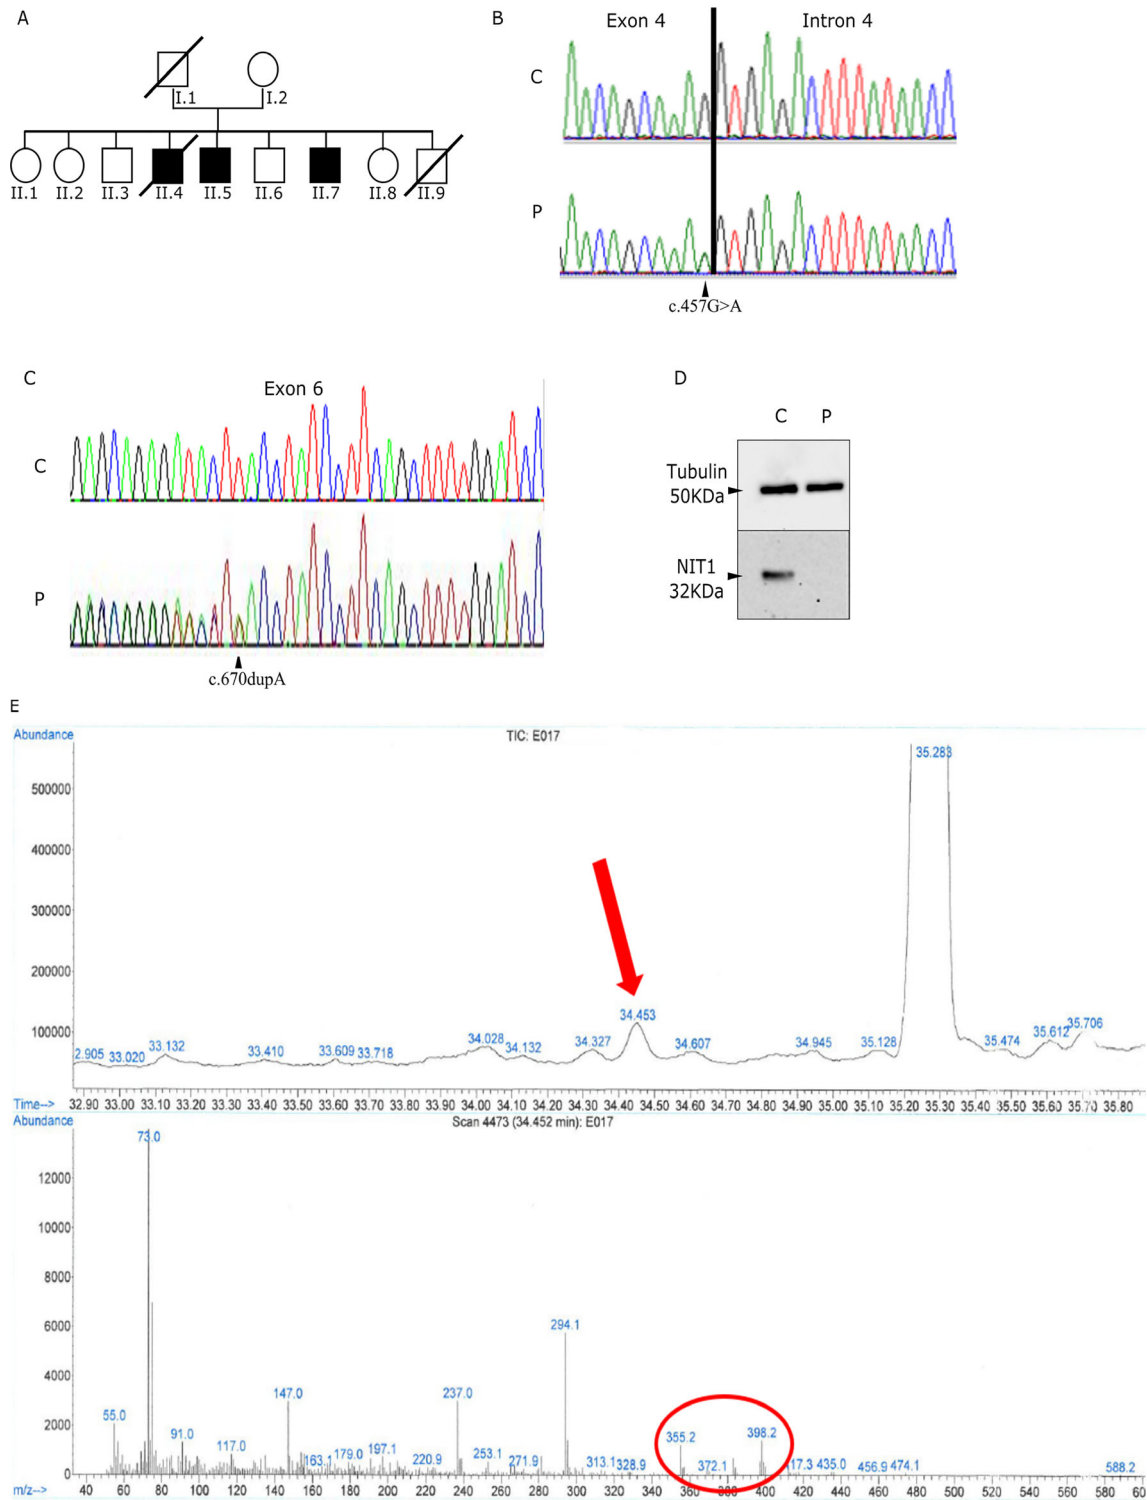 A
I.1
I.2
II.1 II.2 II.3 II.4 II.5 II.6 II.7 II.8 II.9
B
Exon 4 Intron 4
C
P
c.457G>A
C
Exon 6
C
P
c.670dupA
D
C P
Tubulin
50KDa
NIT1
32KDa
E
Abundance
TIC: E017
35.283
500000
400000
300000
200000
100000
2.905 33.020 33.132 33.410 33.609 33.718 34.028 34.132 34.327 34.453 34.607 34.945 35.128 35.474 35.612 35.706
Time--> 32.90 33.00 33.10 33.20 33.30 33.40 33.50 33.60 33.70 33.80 33.90 34.00 34.10 34.20 34.30 34.40 34.50 34.60 34.70 34.80 34.90 35.00 35.10 35.20 35.30 35.40 35.50 35.60 35.70 35.80
Abundance
Scan 4473 (34.452 min): E017
73.0
12000
10000
8000
6000
4000
2000
0
55.0 91.0 117.0 147.0 163.1 179.0 197.1 220.9 237.0 253.1 271.9 294.1 313.1 328.9 355.2 372.1 398.2 17.3 435.0 456.9 474.1 588.2
m/z--> 40 60 80 100 120 140 160 180 200 220 240 260 280 300 320 340 360 380 400 420 440 460 480 500 520 540 560 580 60